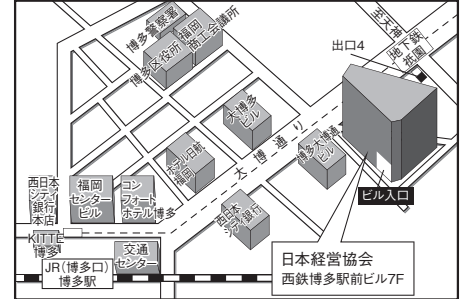 博多警察署
福岡
商工会議所
博多区役所
至天神
地下鉄
祇園
出口4
大博多
ビル
大博通り
博多大博通
ビル
ホテル日航
福岡
西日本
シティ
銀行
本店
福岡
センター
ビル
コン
フォート
ホテル博多
西日本
シティ銀行
ビル入口
KITTE
博多
交通
センター
JR(博多口)
博多駅
日本経営協会
西鉄博多駅前ビル7F